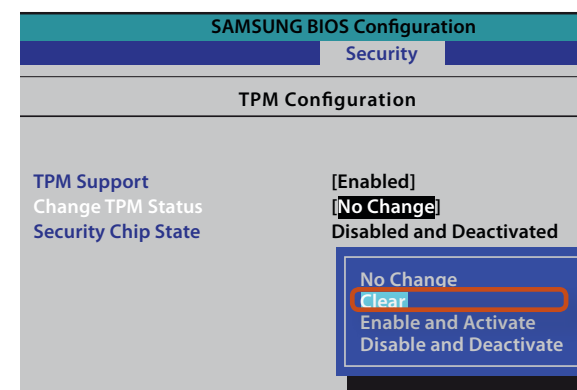 SAMSUNG BIOS Configuration
Security
TPM Configuration
TPM Support [Enabled]
Change TPM Status [No Change]
Security Chip State Disabled and Deactivated
No Change
Clear
Enable and Activate
Disable and Deactivate